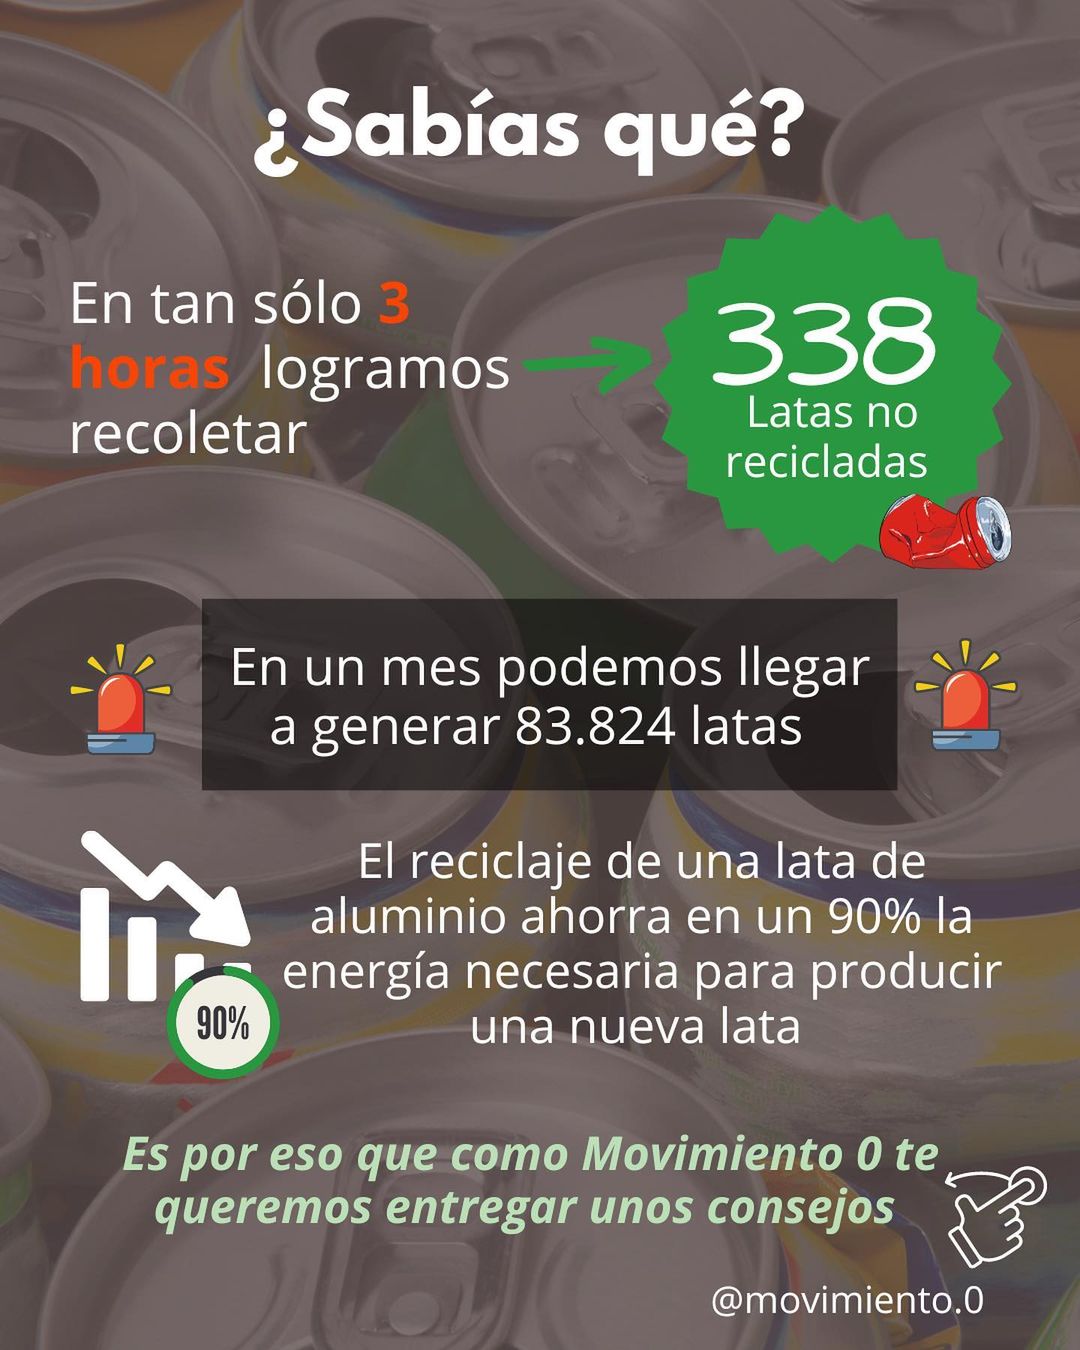 ¿Sabías qué?
En tan sólo 3
horas logramos
recoletar
338
Latas no
recicladas
En un mes podemos llegar
a generar 83.824 latas
El reciclaje de una lata de
aluminio ahorra en un 90% la
energía necesaria para producir
una nueva lata
90%
Es por eso que como Movimiento 0 te
queremos entregar unos consejos
@movimiento.0